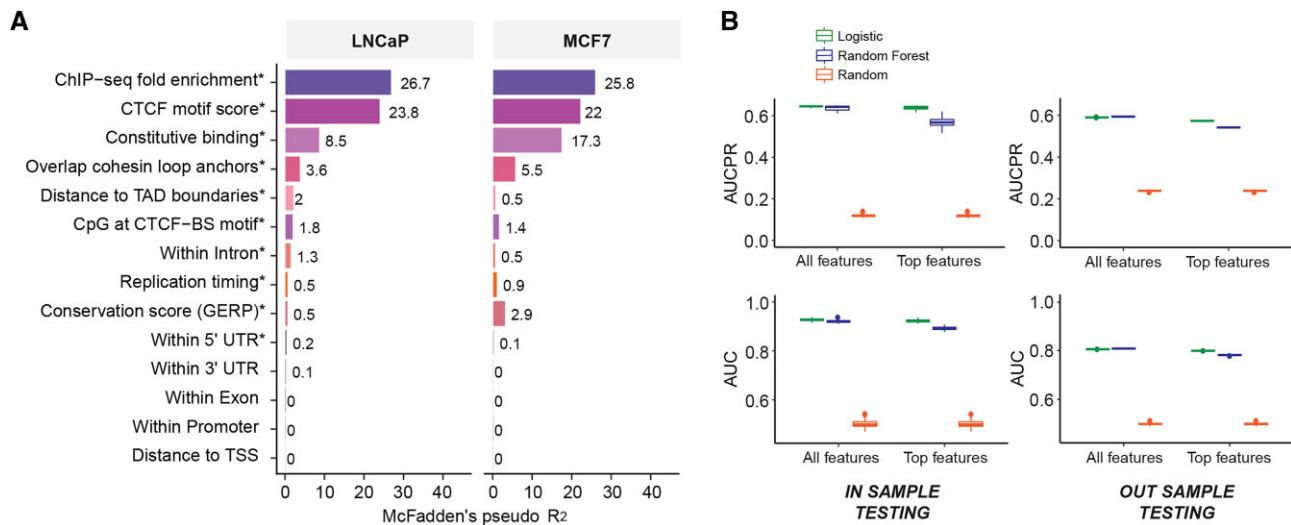 A
LNCaP
MCF7
ChIP−seq fold enrichment*
26.7
25.8
CTCF motif score*
23.8
22
Constitutive binding*
8.5
17.3
Overlap cohesin loop anchors*
3.6
5.5
Distance to TAD boundaries*
2
0.5
CpG at CTCF−BS motif*
1.8
1.4
Within Intron*
1.3
0.5
Replication timing*
0.5
0.9
Conservation score (GERP)*
0.5
2.9
Within 5' UTR*
0.2
0.1
Within 3' UTR
0.1
0
Within Exon
0
0
Within Promoter
0
0
Distance to TSS
0
0
0 10 20 30 40
0 10 20 30 40
McFadden's pseudo R2
B
Logistic
Random Forest
Random
AUCPR
0.6
0.4
0.2
0.0
All features
Top features
AUCPR
0.6
0.4
0.2
0.0
All features
Top features
AUC
1.0
0.8
0.6
All features
Top features
IN SAMPLE
TESTING
AUC
1.0
0.8
0.6
All features
Top features
OUT SAMPLE
TESTING